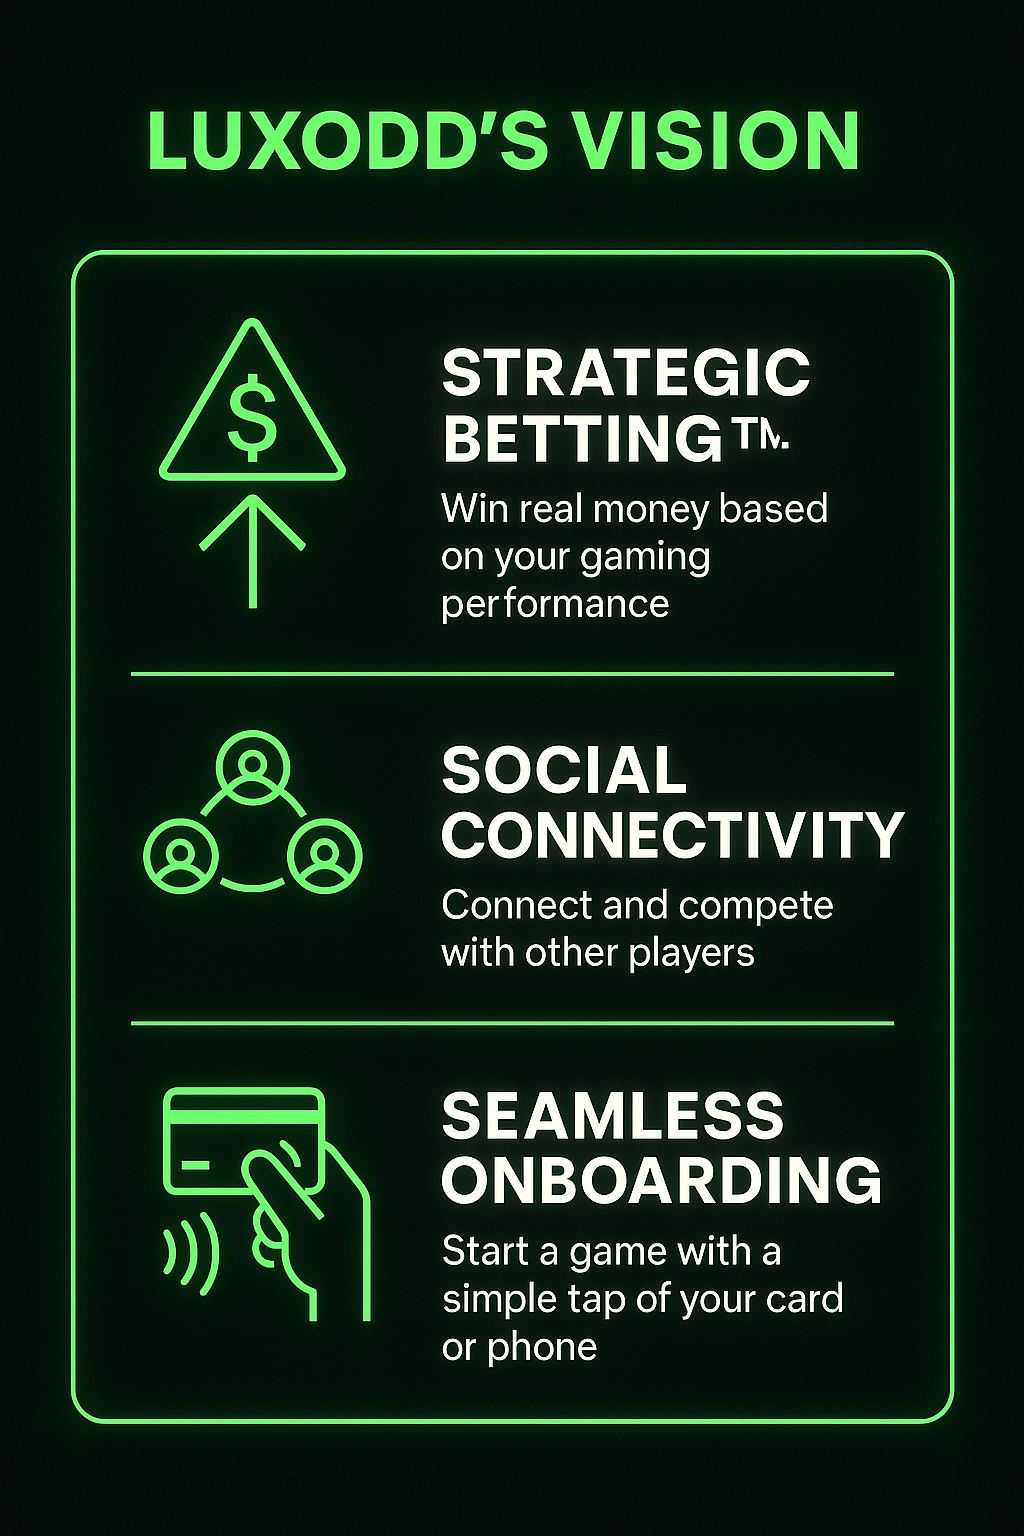 LUXODD’S VISION
$
STRATEGIC
BETTING™.
Win real money based
on your gaming
performance
SOCIAL
CONNECTIVITY
Connect and compete
with other players
SEAMLESS
ONBOARDING
Start a game with a
simple tap of your card
or phone